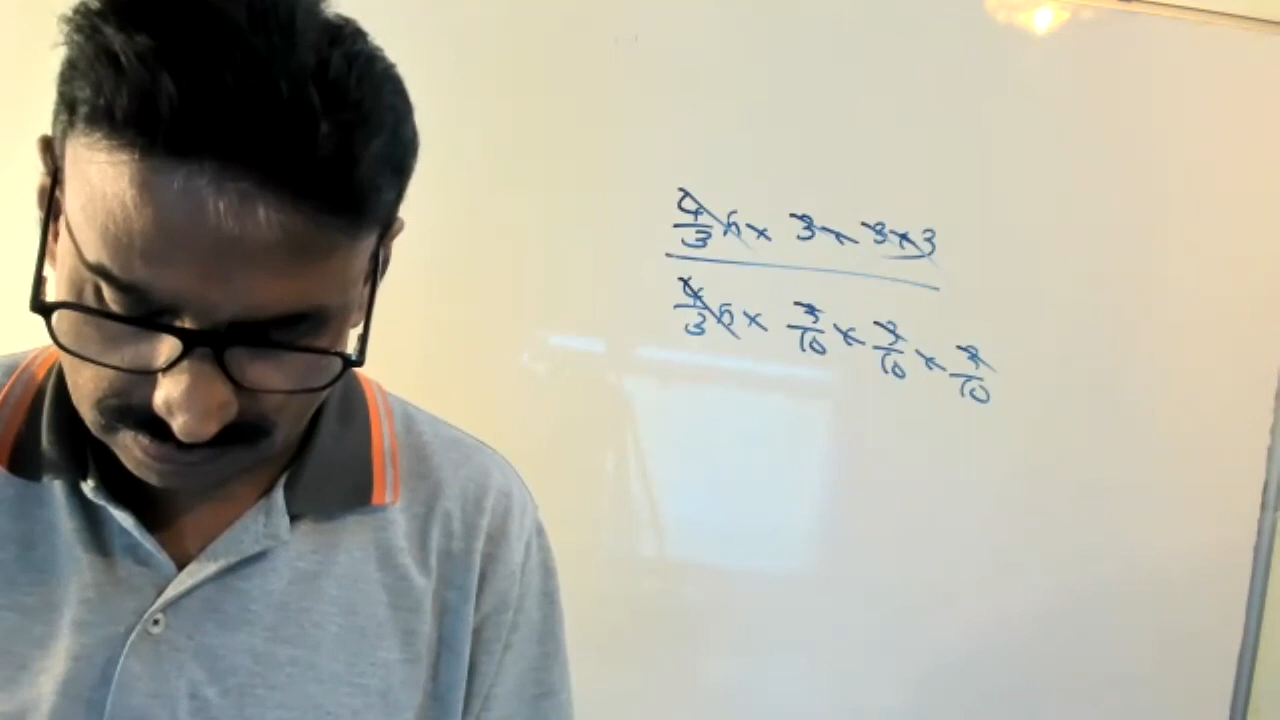 4/3 π × 3 × 3 × 3
4/3 π × 3/10 × 3/10 × 3/10